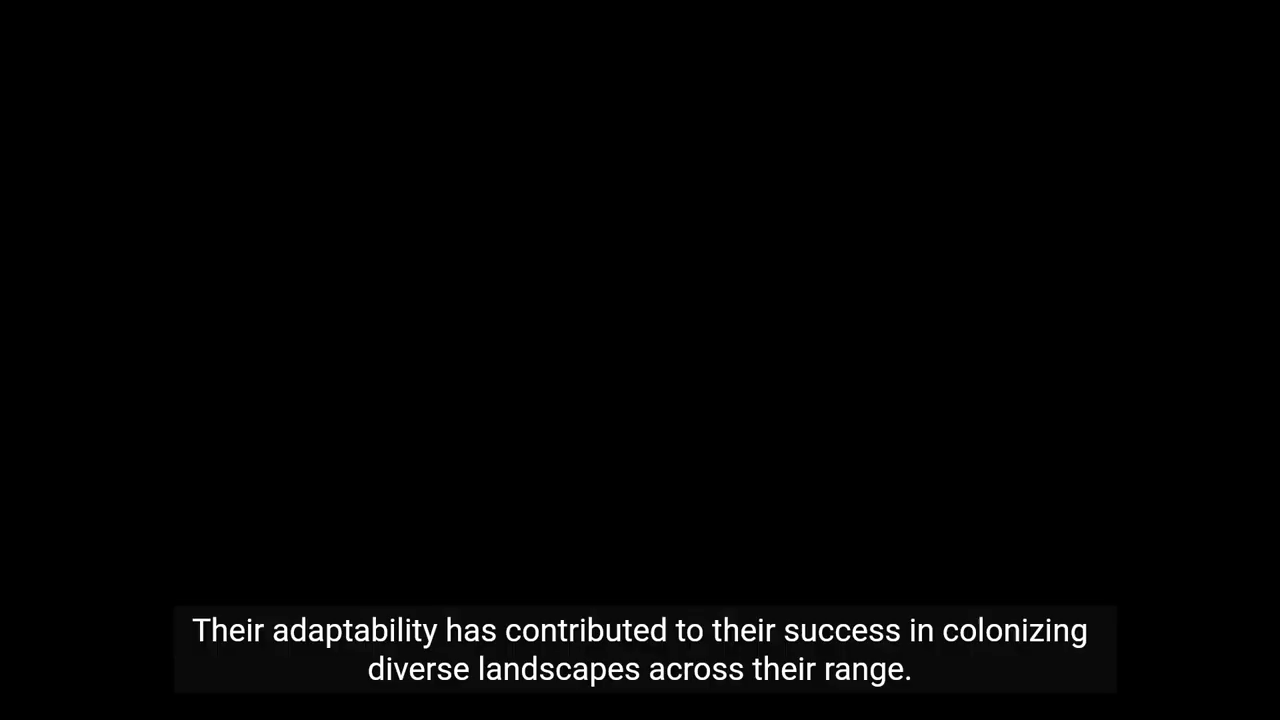 Their adaptability has contributed to their success in colonizing
diverse landscapes across their range.